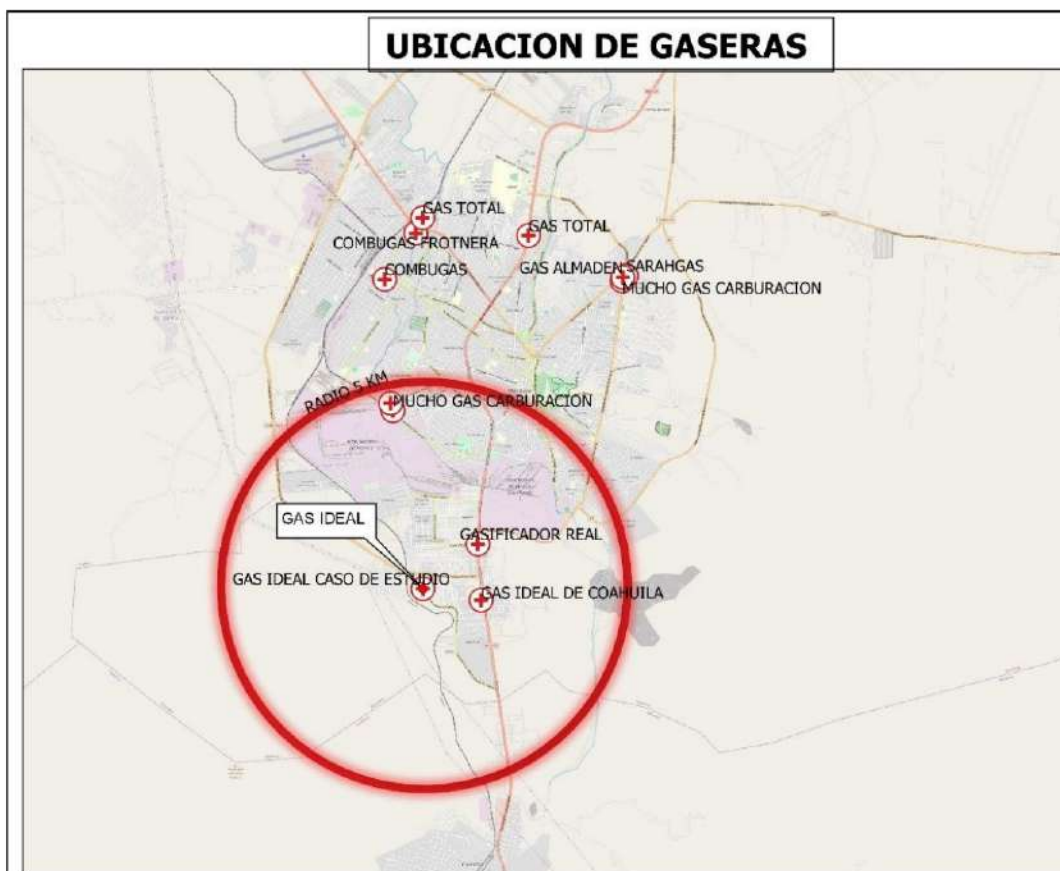 UBICACION DE GASERAS
GAS TOTAL
COMBUGAS FROTNERA
GAS TOTAL
COMBUGAS
GAS ALMADEN
SARAHGAS
MUCHO GAS CARBURACION
RADIO 5 KM
MUCHO GAS CARBURACION
GAS IDEAL
GASIFICADOR REAL
GAS IDEAL CASO DE ESTUDIO
GAS IDEAL DE COAHUILA